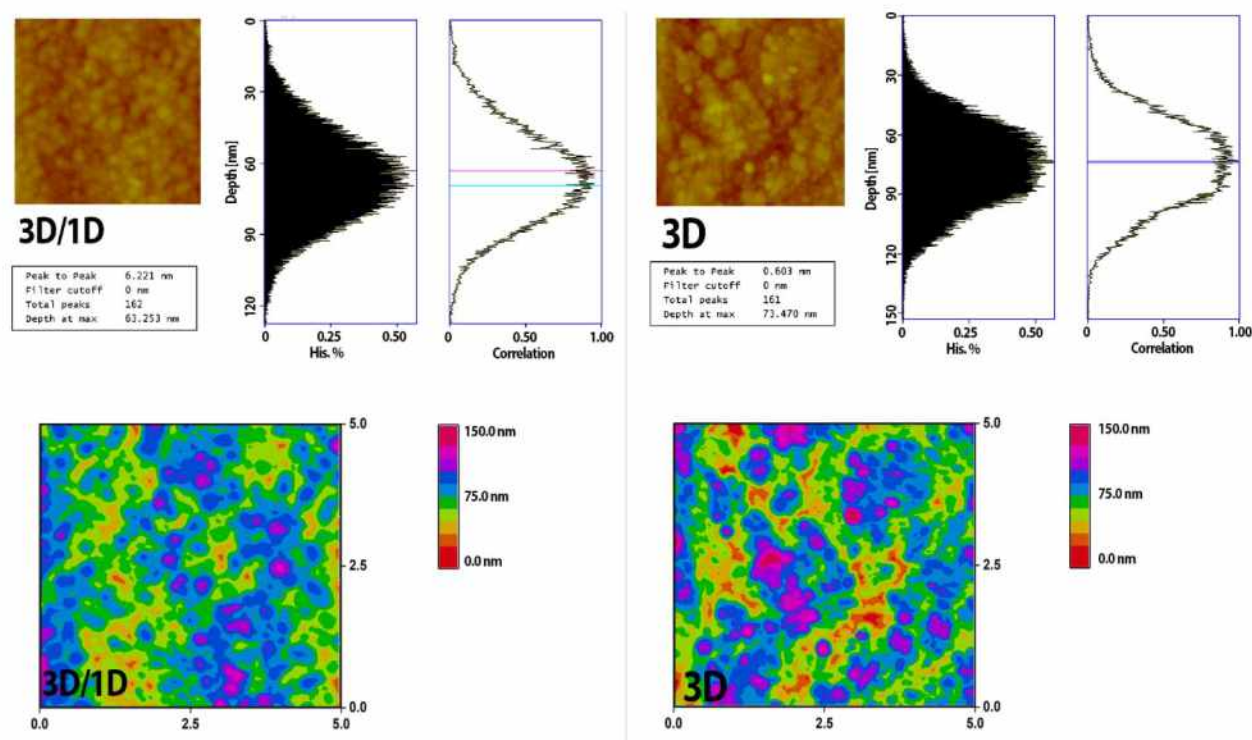 3D/1D
Peak to Peak 6.221 nm
Filter cutoff 0 nm
Total peaks 162
Depth at max 63.253 nm
Depth [nm]
0
30
60
90
120
0 0.25 0.50
His. %
0 0.50 1.00
Correlation
3D
Peak to Peak 0.603 nm
Filter cutoff 0 nm
Total peaks 161
Depth at max 73.470 nm
Depth [nm]
0
30
60
90
120
150
0 0.25 0.50
His. %
0 0.50 1.00
Correlation
5.0
2.5
0.0
3D/1D
0.0 2.5 5.0
150.0 nm
75.0 nm
0.0 nm
5.0
2.5
0.0
3D
0.0 2.5 5.0
150.0 nm
75.0 nm
0.0 nm